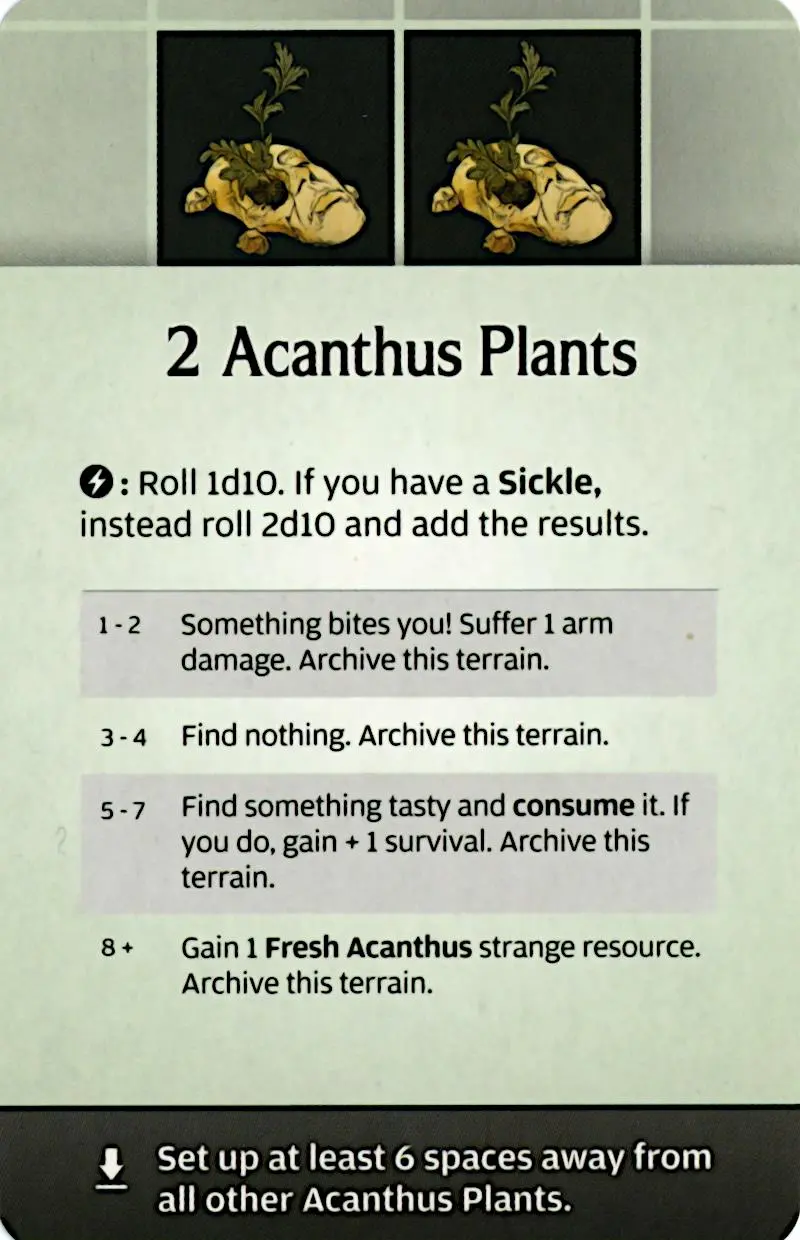 2 Acanthus Plants
: Roll 1d10. If you have a Sickle,
instead roll 2d10 and add the results.
1 - 2 Something bites you! Suffer 1 arm
damage. Archive this terrain.
3 - 4 Find nothing. Archive this terrain.
5 - 7 Find something tasty and consume it. If
you do, gain + 1 survival. Archive this
terrain.
8 + Gain 1 Fresh Acanthus strange resource.
Archive this terrain.
Set up at least 6 spaces away from
all other Acanthus Plants.